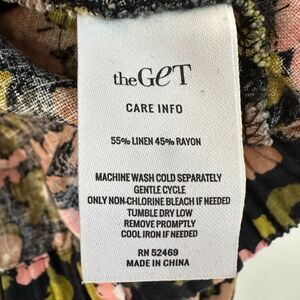 theGeT
CARE INFO
55% LINEN 45% RAYON
MACHINE WASH COLD SEPARATELY
GENTLE CYCLE
ONLY NON-CHLORINE BLEACH IF NEEDED
TUMBLE DRY LOW
REMOVE PROMPTLY
COOL IRON IF NEEDED
RN 52469
MADE IN CHINA